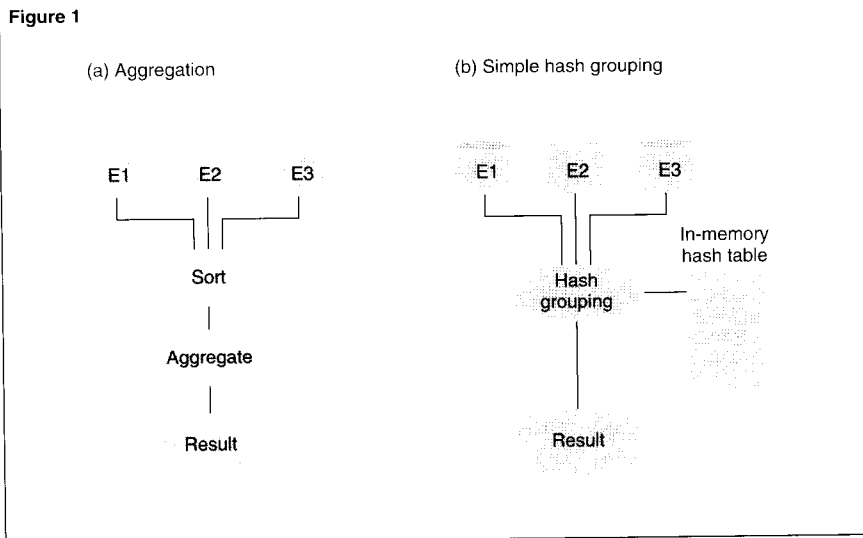 Figure 1
(a) Aggregation
E1 E2 E3
Sort
Aggregate
Result
(b) Simple hash grouping
E1 E2 E3
In-memory
hash table
Hash
grouping
Result